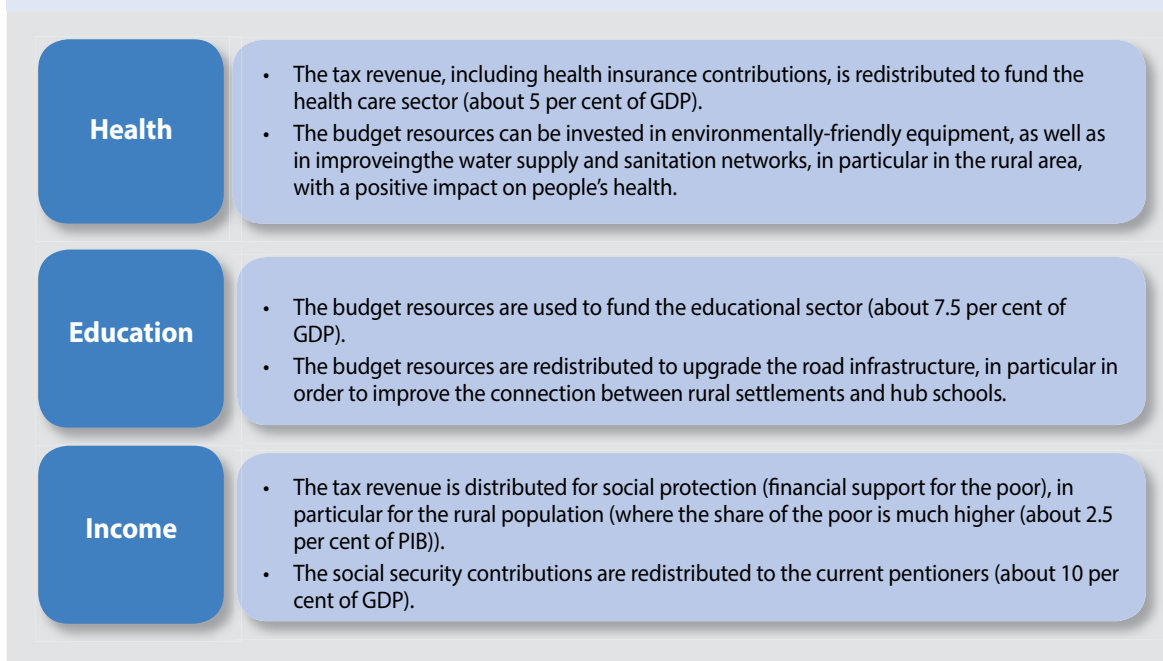 Health
• The tax revenue, including health insurance contributions, is redistributed to fund the
health care sector (about 5 per cent of GDP).
• The budget resources can be invested in environmentally-friendly equipment, as well as
in improveingthe water supply and sanitation networks, in particular in the rural area,
with a positive impact on people’s health.
Education
• The budget resources are used to fund the educational sector (about 7.5 per cent of
GDP).
• The budget resources are redistributed to upgrade the road infrastructure, in particular in
order to improve the connection between rural settlements and hub schools.
Income
• The tax revenue is distributed for social protection (financial support for the poor), in
particular for the rural population (where the share of the poor is much higher (about 2.5
per cent of PIB)).
• The social security contributions are redistributed to the current pentioners (about 10 per
cent of GDP).